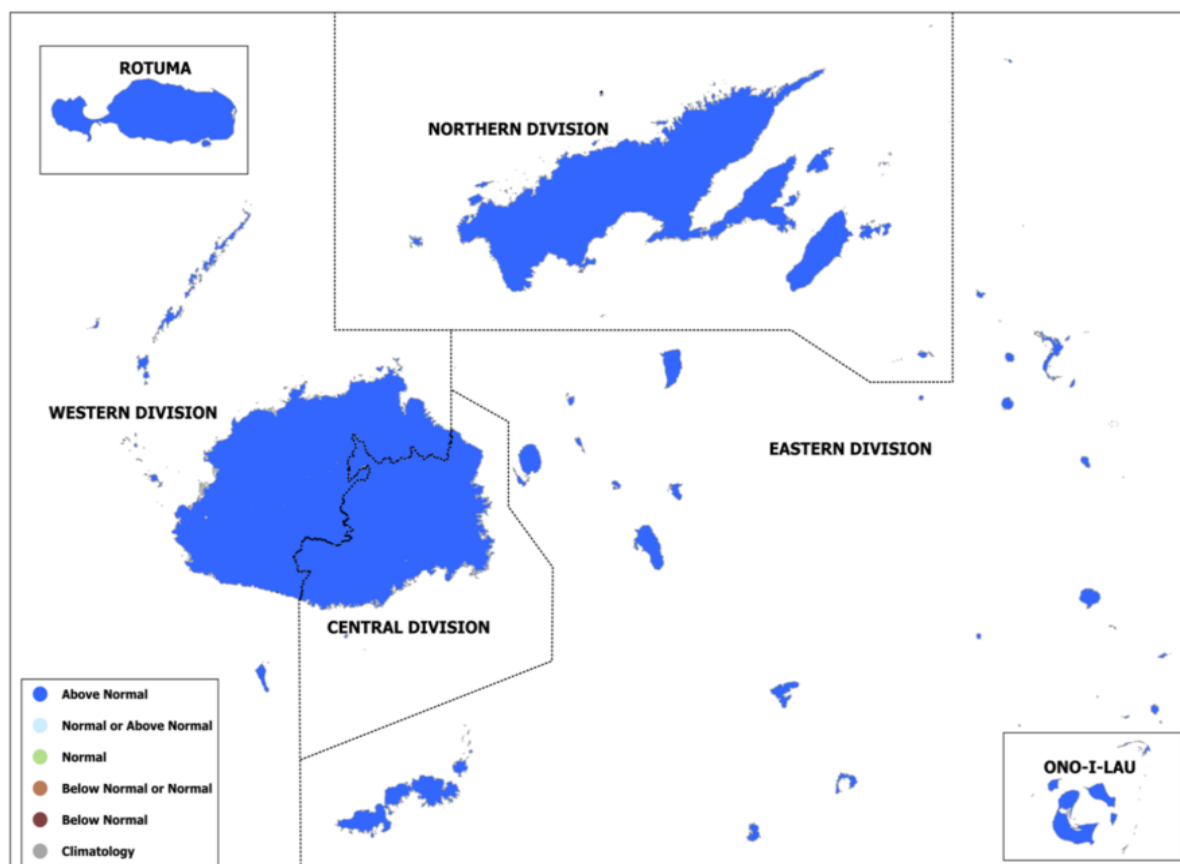 ROTUMA
NORTHERN DIVISION
WESTERN DIVISION
EASTERN DIVISION
CENTRAL DIVISION
Above Normal
Normal or Above Normal
Normal
Below Normal or Normal
Below Normal
Climatology
ONO-I-LAU